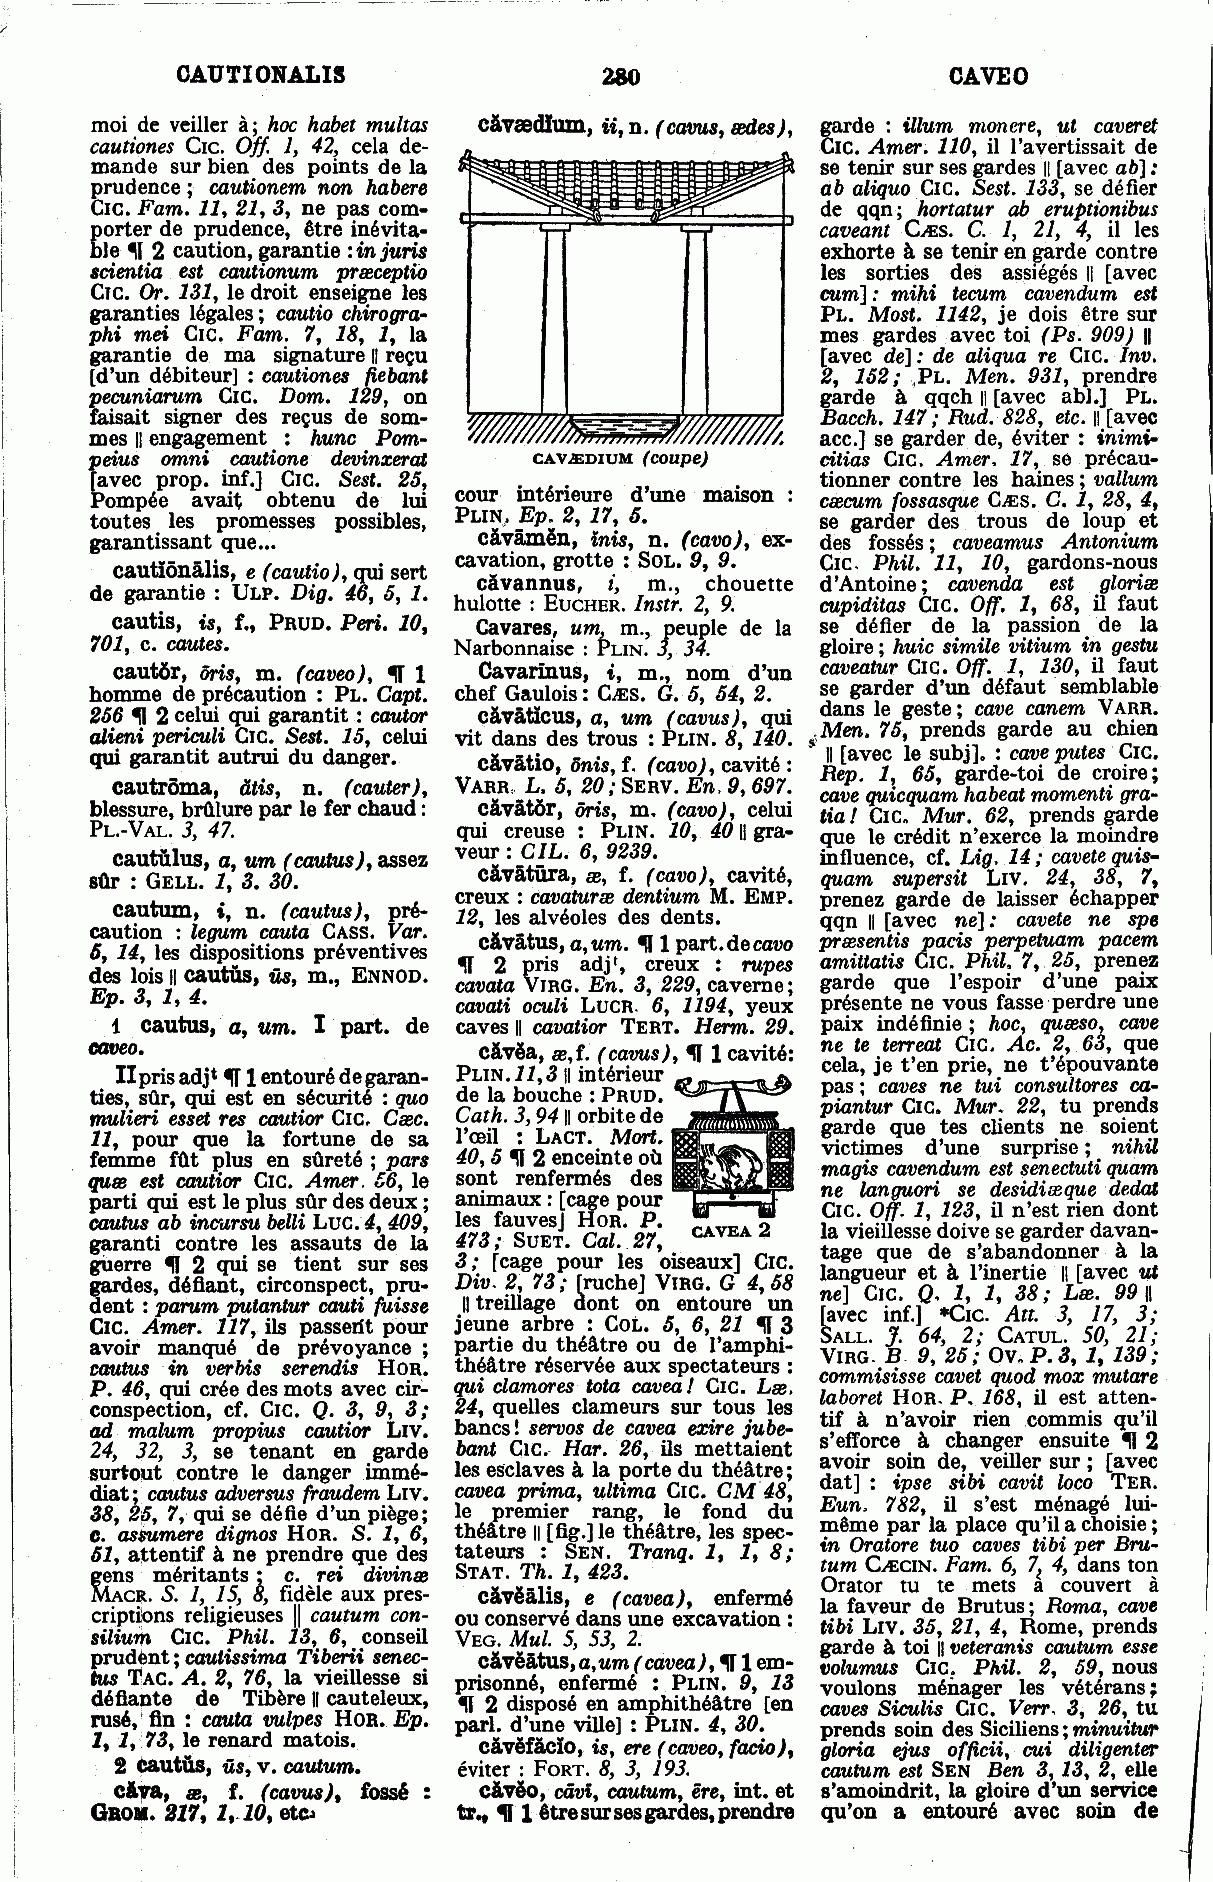 CAUTIONALIS 280 CAVEO
moi de veiller à; hoc habet multas
cautiones CIC. Off. 1, 42, cela de-
mande sur bien des points de la
prudence; cautionem non habere
CIC. Fam. 11, 21, 3, ne pas com-
porter de prudence, être inévita-
ble ¶ 2 caution, garantie : in juris
scientia est cautionum præceptio
CIC. Or. 131, le droit enseigne les
garanties légales; cautio chirogra-
phi mei CIC. Fam. 7, 18, 1, la
garantie de ma signature || reçu
[d'un débiteur] : cautiones fiebant
pecuniarum CIC. Dom. 129, on
faisait signer des reçus de som-
mes || engagement : hunc Pom-
peius omni cautione devinxerat
[avec prop. inf.] CIC. Sest. 25,
Pompée avait obtenu de lui
toutes les promesses possibles,
garantissant que...
cautĭōnālis, e (cautio), qui sert
de garantie : ULP. Dig. 46, 5, 1.
cautis, is, f., PRUD. Peri. 10,
701, c. cautes.
cautŏr, ōris, m. (caveo), ¶ 1
homme de précaution : PL. Capt.
256 ¶ 2 celui qui garantit : cautor
alieni periculi CIC. Sest. 15, celui
qui garantit autrui du danger.
cautrōma, ătis, n. (cauter),
blessure, brûlure par le fer chaud :
PL.-VAL. 3, 47.
cautŭlus, a, um (cautus), assez
sûr : GELL. 1, 3. 30.
cautum, i, n. (cautus), pré-
caution : legum cauta CASS. Var.
5, 14, les dispositions préventives
des lois || cautŭs, ūs, m., ENNOD.
Ep. 3, 1, 4.
1 cautus, a, um. I part. de
caveo.
II pris adjt ¶ 1 entouré de garan-
ties, sûr, qui est en sécurité : quo
mulieri esset res cautior CIC. Cæc.
11, pour que la fortune de sa
femme fût plus en sûreté ; pars
quæ est cautior CIC. Amer. 56, le
parti qui est le plus sûr des deux ;
cautus ab incursu belli LUC. 4, 409,
garanti contre les assauts de la
guerre ¶ 2 qui se tient sur ses
gardes, défiant, circonspect, pru-
dent : parum putantur cauti fuisse
CIC. Amer. 117, ils passent pour
avoir manqué de prévoyance ;
cautus in verbis serendis HOR.
P. 46, qui crée des mots avec cir-
conspection, cf. CIC. Q. 3, 9, 3;
ad malum propius cautior LIV.
24, 32, 3, se tenant en garde
surtout contre le danger immé-
diat; cautus adversus fraudem LIV.
38, 25, 7, qui se défie d'un piège;
c. assumere dignos HOR. S. 1, 6,
51, attentif à ne prendre que des
gens méritants ; c. rei divinæ
MACR. S. 1, 15, 8, fidèle aux pres-
criptions religieuses || cautum con-
silium CIC. Phil. 13, 6, conseil
prudent ; cautissima Tiberii senec-
tus TAC. A. 2, 76, la vieillesse si
défiante de Tibère || cauteleux,
rusé, fin : cauta vulpes HOR. Ep.
1, 1, 73, le renard matois.
2 cautŭs, ūs, v. cautum.
căva, æ, f. (cavus), fossé :
GROM. 217, 1, 10, etc.
căvædĭum, ii, n. (cavus, ædes),
CAVÆDIUM (coupe)
cour intérieure d'une maison :
PLIN. Ep. 2, 17, 5.
căvāmĕn, inis, n. (cavo), ex-
cavation, grotte : SOL. 9, 9.
căvannus, i, m., chouette
hulotte : EUCHER. Instr. 2, 9.
Cavares, um, m., peuple de la
Narbonnaise : PLIN. 3, 34.
Cavarīnus, i, m., nom d'un
chef Gaulois : CÆS. G. 5, 54, 2.
căvātĭcus, a, um (cavus), qui
vit dans des trous : PLIN. 8, 140.
căvātio, ōnis, f. (cavo), cavité :
VARR. L. 5, 20 ; SERV. En. 9, 697.
căvātŏr, ōris, m. (cavo), celui
qui creuse : PLIN. 10, 40 || gra-
veur : CIL. 6, 9239.
căvātūra, æ, f. (cavo), cavité,
creux : cavaturæ dentium M. EMP.
12, les alvéoles des dents.
căvātus, a, um. ¶ 1 part. de cavo
¶ 2 pris adjt, creux : rupes
cavata VIRG. En. 3, 229, caverne ;
cavati oculi LUCR. 6, 1194, yeux
caves || cavatior TERT. Herm. 29.
căvĕa, æ, f. (cavus), ¶ 1 cavité :
PLIN. 11, 3 || intérieur
de la bouche : PRUD.
Cath. 3, 94 || orbite de
l'œil : LACT. Mort.
40, 5 ¶ 2 enceinte où
sont renfermés des
animaux : [cage pour
les fauves] HOR. P.
473 ; SUET. Cal. 27,
CAVEA 2
3 ; [cage pour les oiseaux] CIC.
Div. 2, 73 ; [ruche] VIRG. G 4, 58
|| treillage dont on entoure un
jeune arbre : COL. 5, 6, 21 ¶ 3
partie du théâtre ou de l'amphi-
théâtre réservée aux spectateurs :
qui clamores tota cavea! CIC. Læ.
24, quelles clameurs sur tous les
bancs! servos de cavea exire jube-
bant CIC. Har. 26, ils mettaient
les esclaves à la porte du théâtre ;
cavea prima, ultima CIC. CM 48,
le premier rang, le fond du
théâtre || [fig.] le théâtre, les spec-
tateurs : SEN. Tranq. 1, 1, 8 ;
STAT. Th. 1, 423.
căvĕālis, e (cavea), enfermé
ou conservé dans une excavation :
VEG. Mul. 5, 53, 2.
căvĕātus, a, um (cavea), ¶ 1 em-
prisonné, enfermé : PLIN. 9, 13
¶ 2 disposé en amphithéâtre [en
parl. d'une ville] : PLIN. 4, 30.
căvĕfăcĭo, is, ere (caveo, facio),
éviter : FORT. 8, 3, 193.
căvĕo, cāvi, cautum, ēre, int. et
tr., ¶ 1 être sur ses gardes, prendre
garde : illum monere, ut caveret
CIC. Amer. 110, il l'avertissait de
se tenir sur ses gardes || [avec ab] :
ab aliquo CIC. Sest. 133, se défier
de qqn ; hortatur ab eruptionibus
caveant CÆS. C. 1, 21, 4, il les
exhorte à se tenir en garde contre
les sorties des assiégés || [avec
cum] : mihi tecum cavendum est
PL. Most. 1142, je dois être sur
mes gardes avec toi (Ps. 909) ||
[avec de] : de aliqua re CIC. Inv.
2, 152 ; PL. Men. 931, prendre
garde à qqch || [avec abl.] PL.
Bacch. 147 ; Rud. 828, etc. || [avec
acc.] se garder de, éviter : inimi-
citias CIC. Amer. 17, se précau-
tionner contre les haines ; vallum
cæcum fossasque CÆS. C. 1, 28, 4,
se garder des trous de loup et
des fossés ; caveamus Antonium
CIC. Phil. 11, 10, gardons-nous
d'Antoine ; cavenda est gloriæ
cupiditas CIC. Off. 1, 68, il faut
se défier de la passion de la
gloire ; huic simile vitium in gestu
caveatur CIC. Off. 1, 130, il faut
se garder d'un défaut semblable
dans le geste ; cave canem VARR.
Men. 75, prends garde au chien
|| [avec le subj]. : cave putes CIC.
Rep. 1, 65, garde-toi de croire ;
cave quicquam habeat momenti gra-
tia! CIC. Mur. 62, prends garde
que le crédit n'exerce la moindre
influence, cf. Lig. 14 ; cavete quis-
quam supersit LIV. 24, 38, 7,
prenez garde de laisser échapper
qqn || [avec ne] : cavete ne spe
præsentis pacis perpetuam pacem
amittatis CIC. Phil. 7, 25, prenez
garde que l'espoir d'une paix
présente ne vous fasse perdre une
paix indéfinie ; hoc, quæso, cave
ne te terreat CIC. Ac. 2, 63, que
cela, je t'en prie, ne t'épouvante
pas ; caves ne tui consultores ca-
piantur CIC. Mur. 22, tu prends
garde que tes clients ne soient
victimes d'une surprise ; nihil
magis cavendum est senectuti quam
ne languori se desidiæque dedat
CIC. Off. 1, 123, il n'est rien dont
la vieillesse doive se garder davan-
tage que de s'abandonner à la
langueur et à l'inertie || [avec ut
ne] CIC. Q. 1, 1, 38 ; Læ. 99 ||
[avec inf.] *CIC. Att. 3, 17, 3 ;
SALL. J. 64, 2 ; CATUL. 50, 21 ;
VIRG. B. 9, 25 ; OV. P. 3, 1, 139 ;
commisisse cavet quod mox mutare
laboret HOR. P. 168, il est atten-
tif à n'avoir rien commis qu'il
s'efforce à changer ensuite ¶ 2
avoir soin de, veiller sur ; [avec
dat] : ipse sibi cavit loco TER.
Eun. 782, il s'est ménagé lui-
même par la place qu'il a choisie ;
in Oratore tuo caves tibi per Bru-
tum CÆCIN. Fam. 6, 7, 4, dans ton
Orator tu te mets à couvert à
la faveur de Brutus ; Roma, cave
tibi LIV. 35, 21, 4, Rome, prends
garde à toi || veteranis cautum esse
volumus CIC. Phil. 2, 59, nous
voulons ménager les vétérans ;
caves Siculis CIC. Verr. 3, 26, tu
prends soin des Siciliens ; minuitur
gloria ejus officii, cui diligenter
cautum est SEN Ben 3, 13, 2, elle
s'amoindrit, la gloire d'un service
qu'on a entouré avec soin de